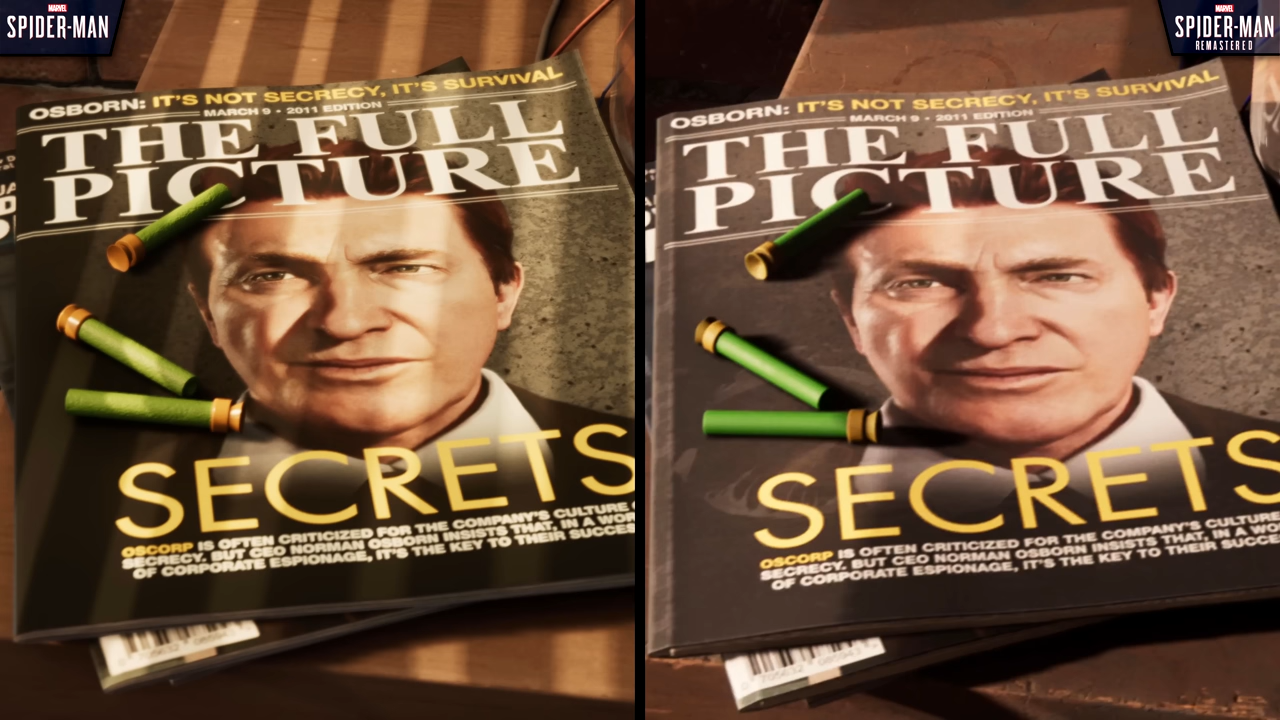 MARVEL
SPIDER-MAN
OSBORN: IT'S NOT SECRECY, IT'S SURVIVAL
MARCH 9 • 2011 EDITION
THE FULL
PICTURE
SECRETS
OSCORP IS OFTEN CRITICIZED FOR THE COMPANY'S CULTURE
SECRECY. BUT CEO NORMAN OSBORN INSISTS THAT, IN A WOR
OF CORPORATE ESPIONAGE, IT'S THE KEY TO THEIR SUCCES
MARVEL
SPIDER-MAN
REMASTERED
OSBORN: IT'S NOT SECRECY, IT'S SURVIVAL
MARCH 9 • 2011 EDITION
THE FULL
PICTURE
SECRETS
OSCORP IS OFTEN CRITICIZED FOR THE COMPANY'S CULTURE
SECRECY. BUT CEO NORMAN OSBORN INSISTS THAT, IN A WO
OF CORPORATE ESPIONAGE, IT'S THE KEY TO THEIR SUCCE